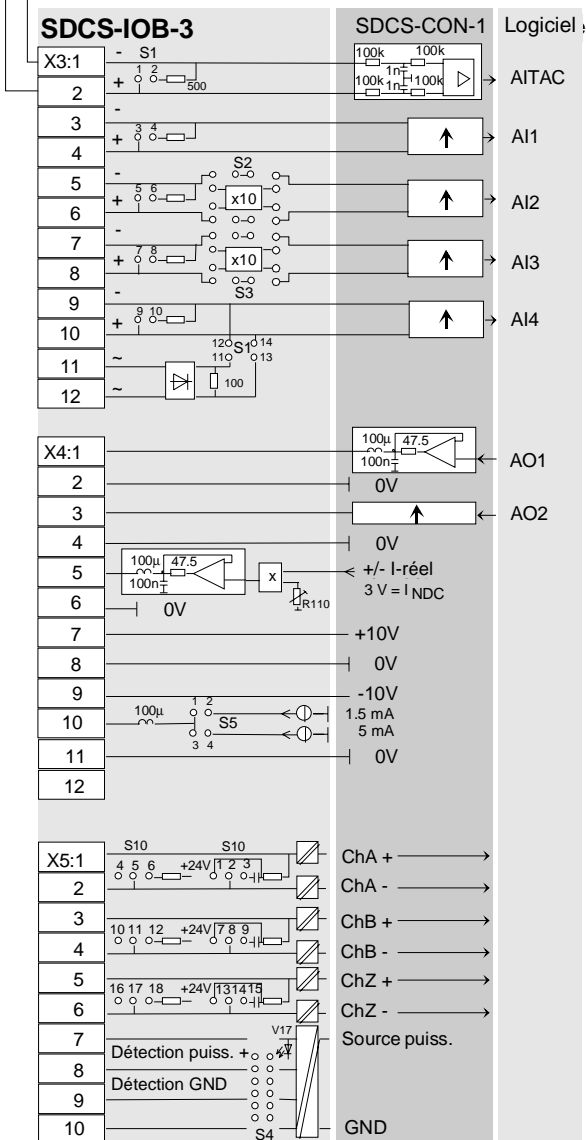 SDCS-IOB-3 SDCS-CON-1 Logiciel
X3:1 - S1 100k 100k
+ 1 2 500 1n 100k 1n 100k AITAC
2
3 -
+ 3 4 AI1
4
5 - S2
+ 5 6 x10 AI2
6
7 -
+ 7 8 x10 AI3
8 S3
9 -
+ 9 10 AI4
10
12 S1 14
11 13
11 ~
100
12 ~
X4:1 100µ 47.5
100n AO1
2 0V
3 AO2
4 0V
5 100µ 47.5 100n x +/- I-réel
R110 3 V = I NDC
6 0V
7 +10V
8 0V
9 -10V
10 100µ 1 2 S5 1.5 mA
3 4 5 mA
11 0V
12
S10 S10
X5:1 ChA +
4 5 6 +24V 1 2 3
2 ChA -
3 ChB +
10 11 12 +24V 7 8 9
4 ChB -
5 ChZ +
16 17 18 +24V 13 14 15
6 ChZ -
7 V17 Source puiss.
Détection puiss. +
8
Détection GND
9
10 S4 GND